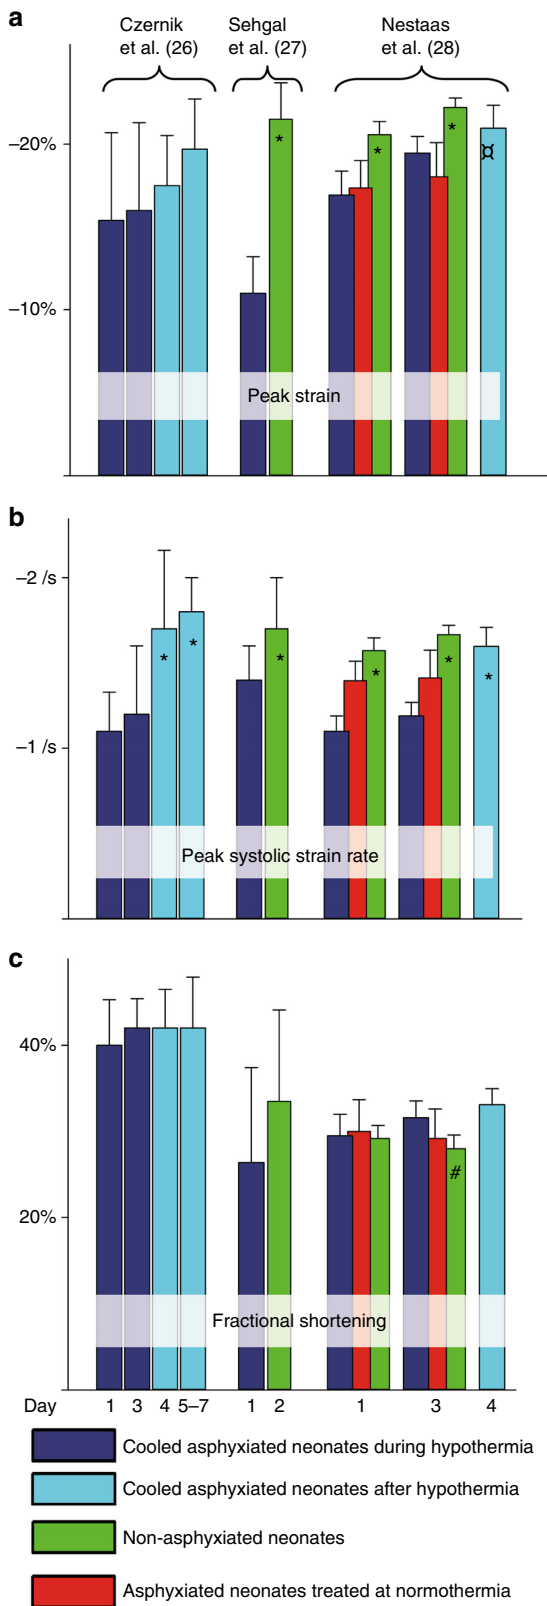 a
Czernik
et al. (26)
Sehgal
et al. (27)
Nestaas
et al. (28)
–20%
*
*
*
¤
–10%
Peak strain
b
–2 /s
*
*
*
*
*
*
–1 /s
Peak systolic strain rate
c
40%
#
20%
Fractional shortening
Day 1 3 4 5–7 1 2 1 3 4
Cooled asphyxiated neonates during hypothermia
Cooled asphyxiated neonates after hypothermia
Non-asphyxiated neonates
Asphyxiated neonates treated at normothermia